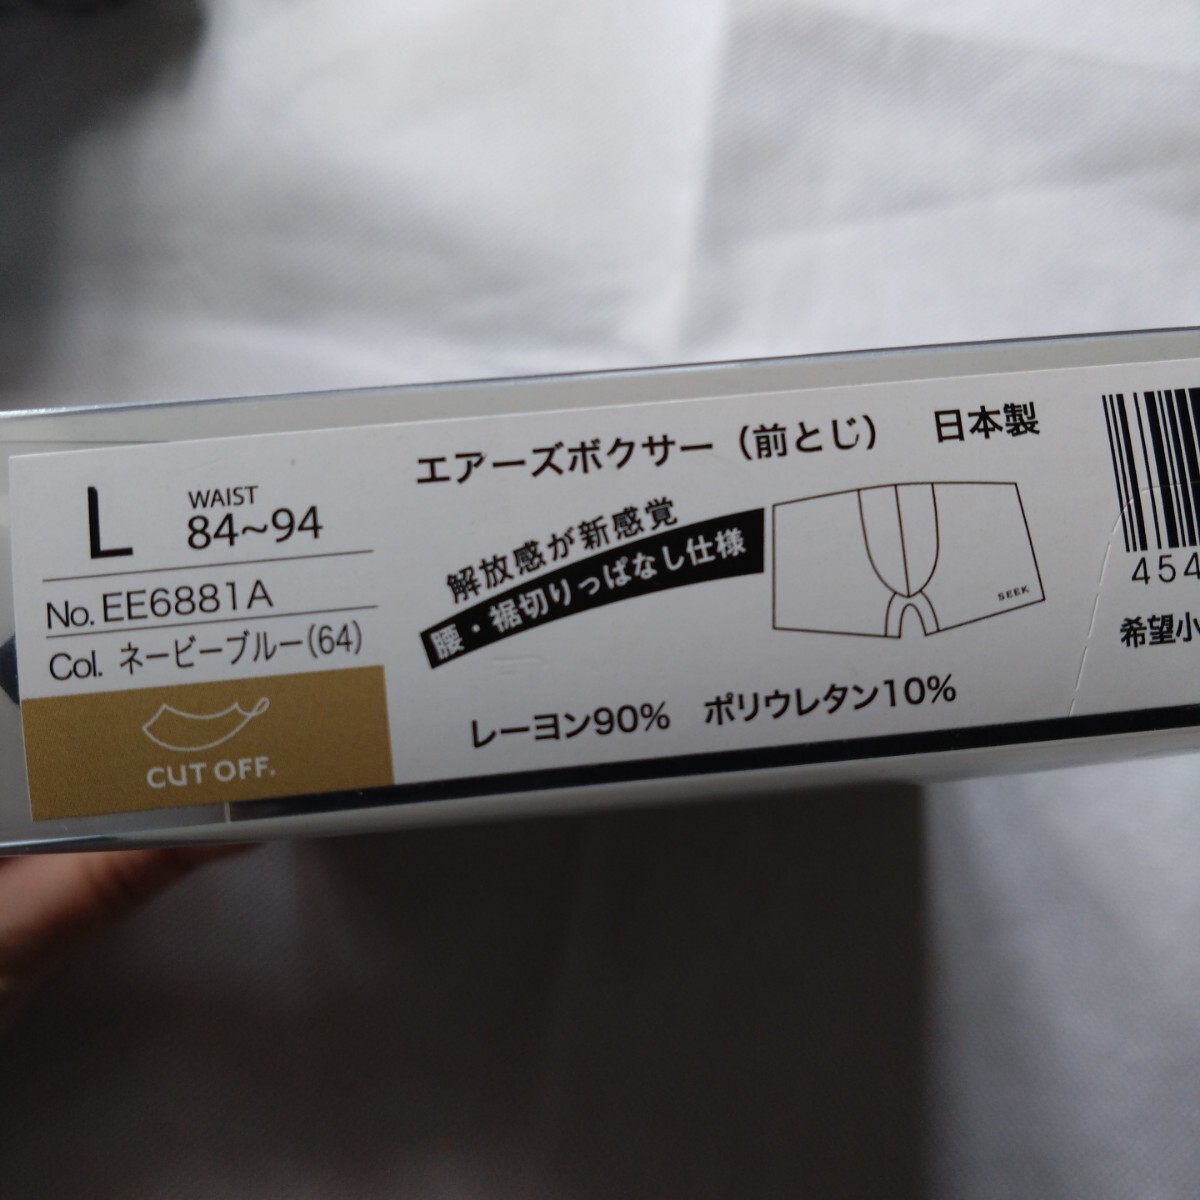 L
WAIST
84~94
No.EE6881A
Col. ネービーブルー(64)
CUT OFF.
エアーズボクサー(前とじ) 日本製
解放感が新感覚
腰・裾切りっぱなし仕様
SEEK
レーヨン90% ポリウレタン10%
454
希望小